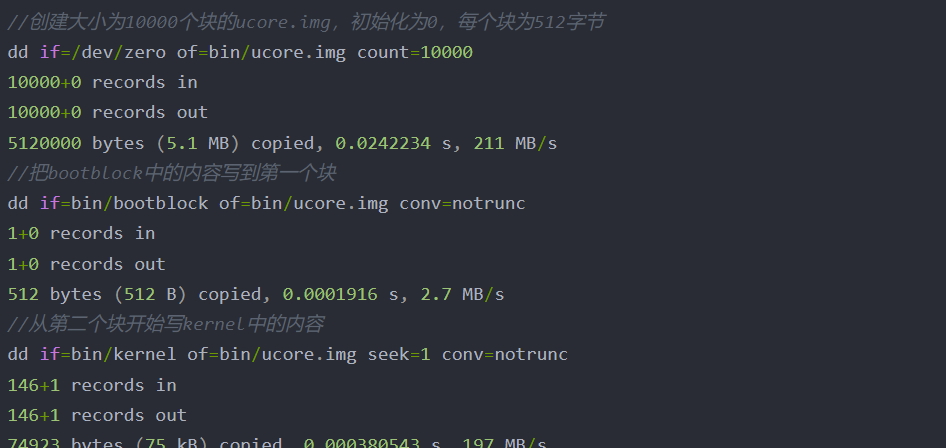 //创建大小为10000个块的ucore.img，初始化为0，每个块为512字节
dd if=/dev/zero of=bin/ucore.img count=10000
10000+0 records in
10000+0 records out
5120000 bytes (5.1 MB) copied, 0.0242234 s, 211 MB/s
//把bootblock中的内容写到第一个块
dd if=bin/bootblock of=bin/ucore.img conv=notrunc
1+0 records in
1+0 records out
512 bytes (512 B) copied, 0.0001916 s, 2.7 MB/s
//从第二个块开始写kernel中的内容
dd if=bin/kernel of=bin/ucore.img seek=1 conv=notrunc
146+1 records in
146+1 records out
74923 bytes (75 kB) copied, 0.000380543 s, 197 MB/s